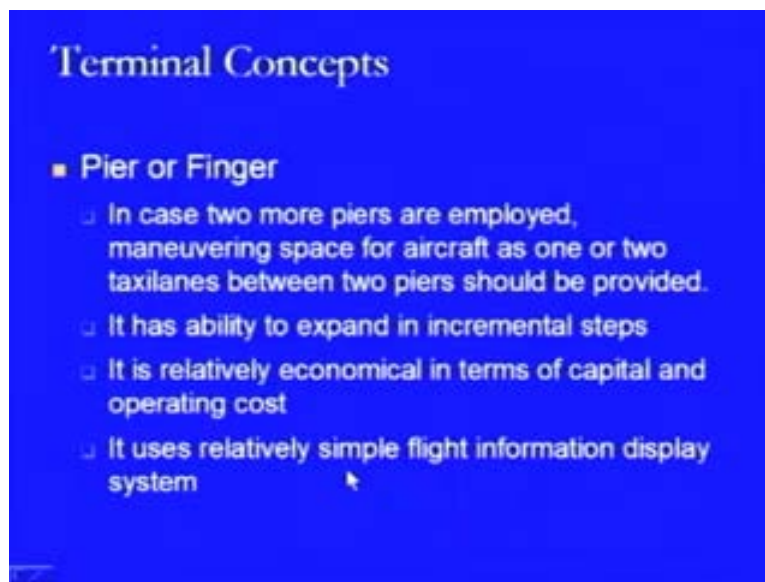 Terminal Concepts
Pier or Finger
In case two more piers are employed,
maneuvering space for aircraft as one or two
taxilanes between two piers should be provided.
It has ability to expand in incremental steps
It is relatively economical in terms of capital and
operating cost
It uses relatively simple flight information display
system